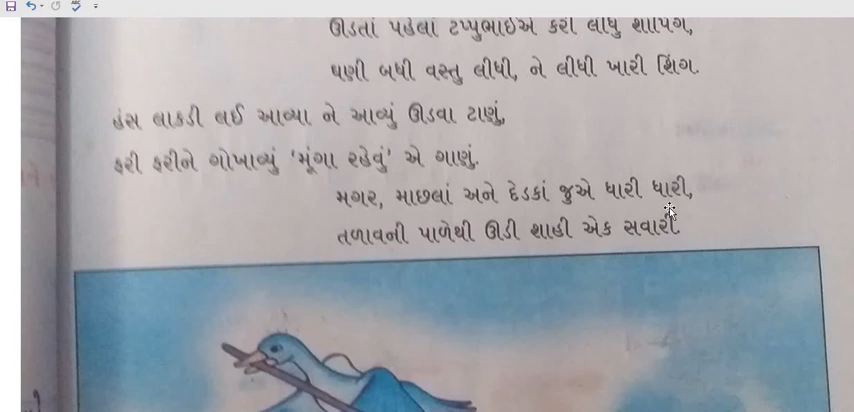 ઊડતાં પહેલાં ટપ્પુભાઈએ કરી લીધું શોપિંગ,
ઘણી બધી વસ્તુ લીધી, ને લીધી ખારી શિંગ.
હંસ લાકડી લઈ આવ્યા ને આવ્યું ઊડવા ટાણું,
ફરી ફરીને ગોખાવ્યું ‘મૂંગા રહેવું’ એ ગાણું.
મગર, માછલાં અને દેડકાં જુએ ધારી ધારી,
તળાવની પાળેથી ઊડી શાહી એક સવારી.